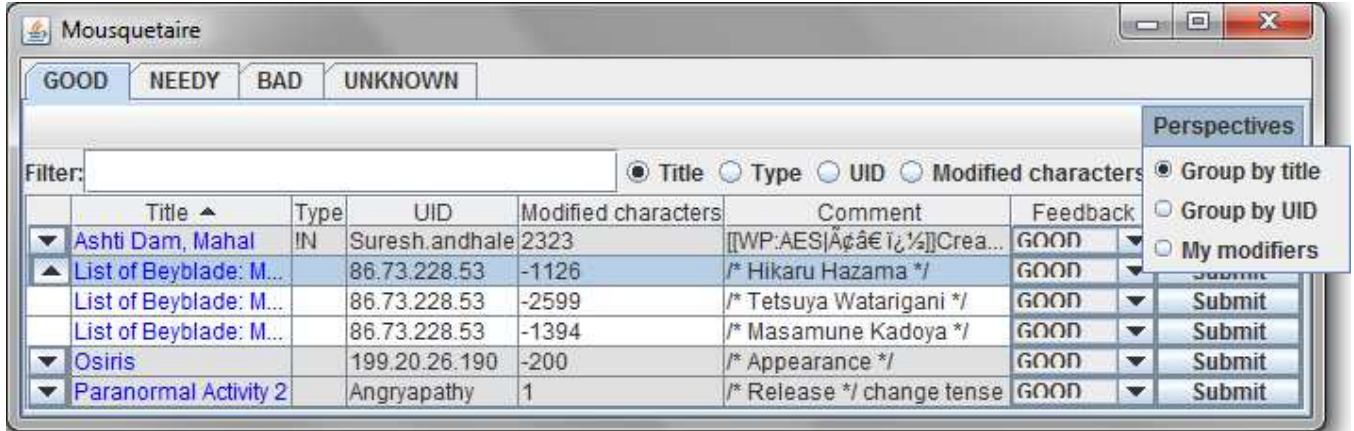 Mousquetaire
GOOD NEEDY BAD UNKNOWN
Perspectives
Filter: Title Type UID Modified characters
Group by title
Group by UID
My modifiers
Title Type UID Modified characters Comment Feedback
Ashti Dam, Mahal !N Suresh.andhale 2323 [[WP:AES|Ã¢â€ ï¿½]]Crea... GOOD
List of Beyblade: M... 86.73.228.53 -1126 /* Hikaru Hazama */ GOOD Submit
List of Beyblade: M... 86.73.228.53 -2599 /* Tetsuya Watarigani */ GOOD Submit
List of Beyblade: M... 86.73.228.53 -1394 /* Masamune Kadoya */ GOOD Submit
Osiris 199.20.26.190 -200 /* Appearance */ GOOD Submit
Paranormal Activity 2 Angryapathy 1 /* Release */ change tense GOOD Submit